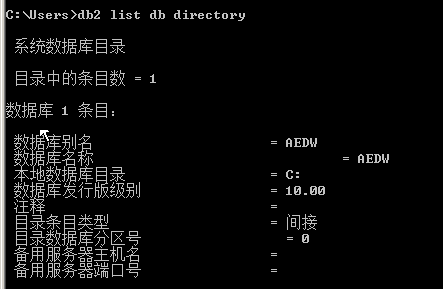 C:\Users>db2 list db directory
系统数据库目录
目录中的条目数 = 1
数据库 1 条目:
数据库别名 = AEDW
数据库名称 = AEDW
本地数据库目录 = C:
数据库发行版级别 = 10.00
注释 =
目录条目类型 = 间接
目录数据库分区号 = 0
备用服务器主机名 =
备用服务器端口号 =